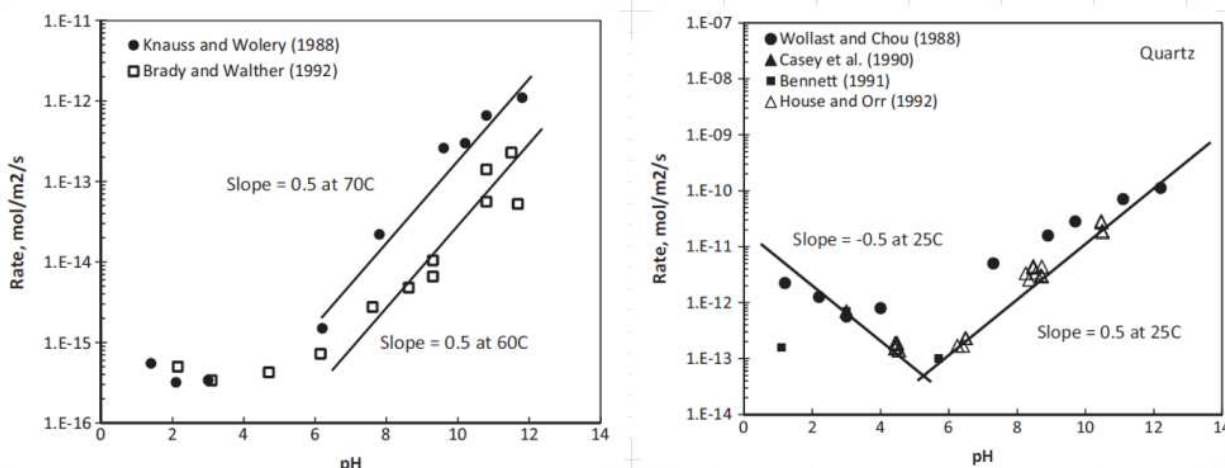 1.E-11
1.E-12
1.E-13
1.E-14
1.E-15
1.E-16
Rate, mol/m2/s
Knauss and Wolery (1988)
Brady and Walther (1992)
Slope = 0.5 at 70C
Slope = 0.5 at 60C
0 2 4 6 8 10 12 14
pH
1.E-07
1.E-08
1.E-09
1.E-10
1.E-11
1.E-12
1.E-13
1.E-14
Rate, mol/m2/s
Wollast and Chou (1988)
Casey et al. (1990)
Bennett (1991)
House and Orr (1992)
Quartz
Slope = -0.5 at 25C
Slope = 0.5 at 25C
0 2 4 6 8 10 12 14
pH